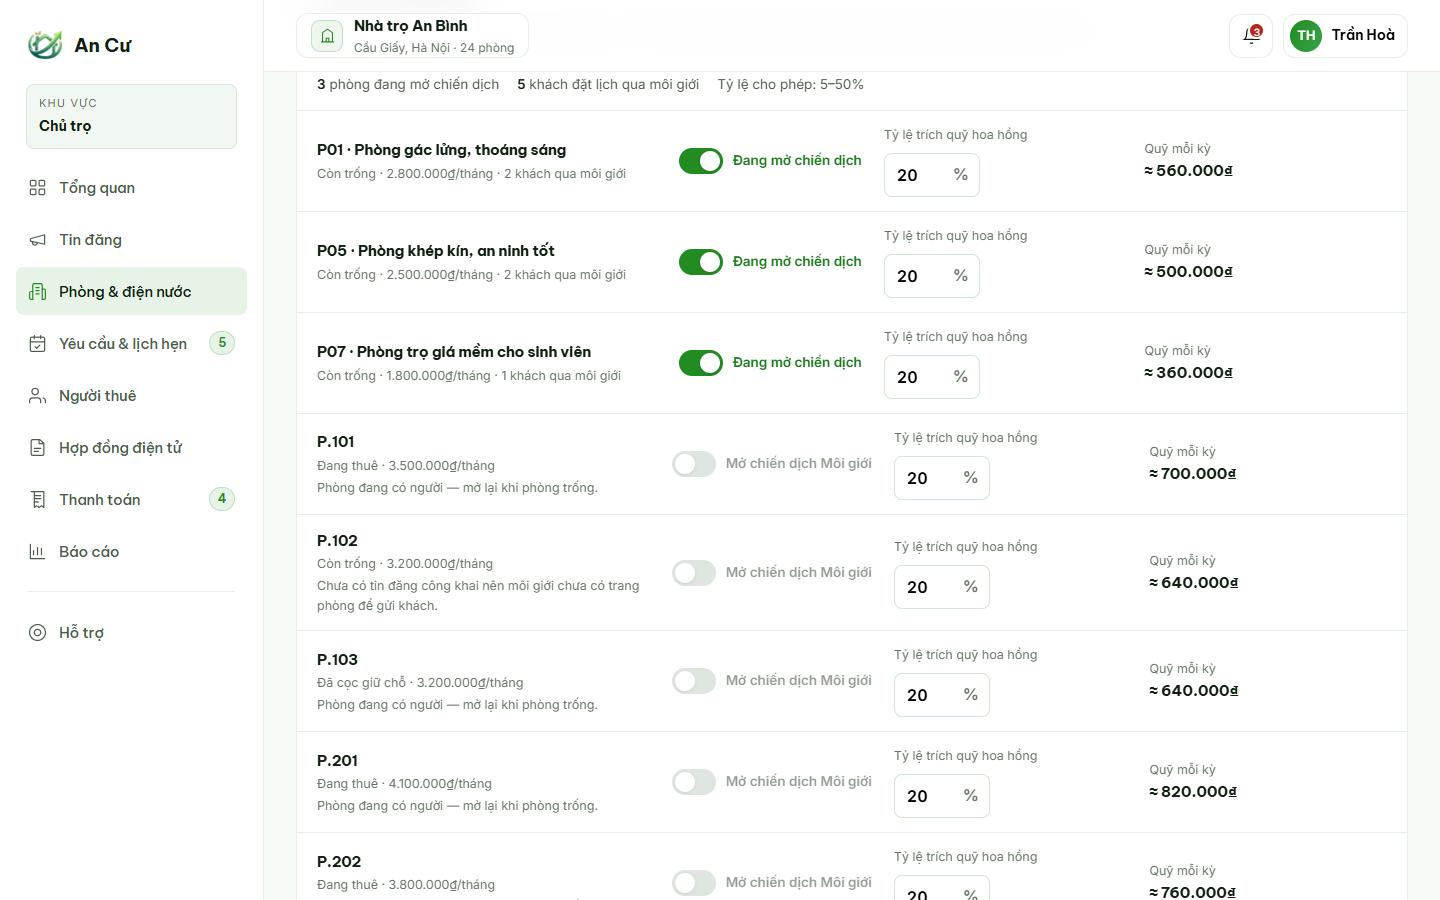 An Cư
KHU VỰC
Chủ trọ
Tổng quan
Tin đăng
Phòng & điện nước
Yêu cầu & lịch hẹn
5
Người thuê
Hợp đồng điện tử
Thanh toán
4
Báo cáo
Hỗ trợ
Nhà trọ An Bình
Cầu Giấy, Hà Nội · 24 phòng
3
TH
Trần Hoà
3 phòng đang mở chiến dịch
5 khách đặt lịch qua môi giới
Tỷ lệ cho phép: 5–50%
P01 · Phòng gác lửng, thoáng sáng
Còn trống · 2.800.000₫/tháng · 2 khách qua môi giới
Đang mở chiến dịch
Tỷ lệ trích quỹ hoa hồng
20 %
Quỹ mỗi kỳ
≈ 560.000₫
P05 · Phòng khép kín, an ninh tốt
Còn trống · 2.500.000₫/tháng · 2 khách qua môi giới
Đang mở chiến dịch
Tỷ lệ trích quỹ hoa hồng
20 %
Quỹ mỗi kỳ
≈ 500.000₫
P07 · Phòng trọ giá mềm cho sinh viên
Còn trống · 1.800.000₫/tháng · 1 khách qua môi giới
Đang mở chiến dịch
Tỷ lệ trích quỹ hoa hồng
20 %
Quỹ mỗi kỳ
≈ 360.000₫
P.101
Đang thuê · 3.500.000₫/tháng
Phòng đang có người — mở lại khi phòng trống.
Mở chiến dịch Môi giới
Tỷ lệ trích quỹ hoa hồng
20 %
Quỹ mỗi kỳ
≈ 700.000₫
P.102
Còn trống · 3.200.000₫/tháng
Chưa có tin đăng công khai nên môi giới chưa có trang
phòng để gửi khách.
Mở chiến dịch Môi giới
Tỷ lệ trích quỹ hoa hồng
20 %
Quỹ mỗi kỳ
≈ 640.000₫
P.103
Đã cọc giữ chỗ · 3.200.000₫/tháng
Phòng đang có người — mở lại khi phòng trống.
Mở chiến dịch Môi giới
Tỷ lệ trích quỹ hoa hồng
20 %
Quỹ mỗi kỳ
≈ 640.000₫
P.201
Đang thuê · 4.100.000₫/tháng
Phòng đang có người — mở lại khi phòng trống.
Mở chiến dịch Môi giới
Tỷ lệ trích quỹ hoa hồng
20 %
Quỹ mỗi kỳ
≈ 820.000₫
P.202
Đang thuê · 3.800.000₫/tháng
Mở chiến dịch Môi giới
Tỷ lệ trích quỹ hoa hồng
20 %
Quỹ mỗi kỳ
≈ 760.000₫